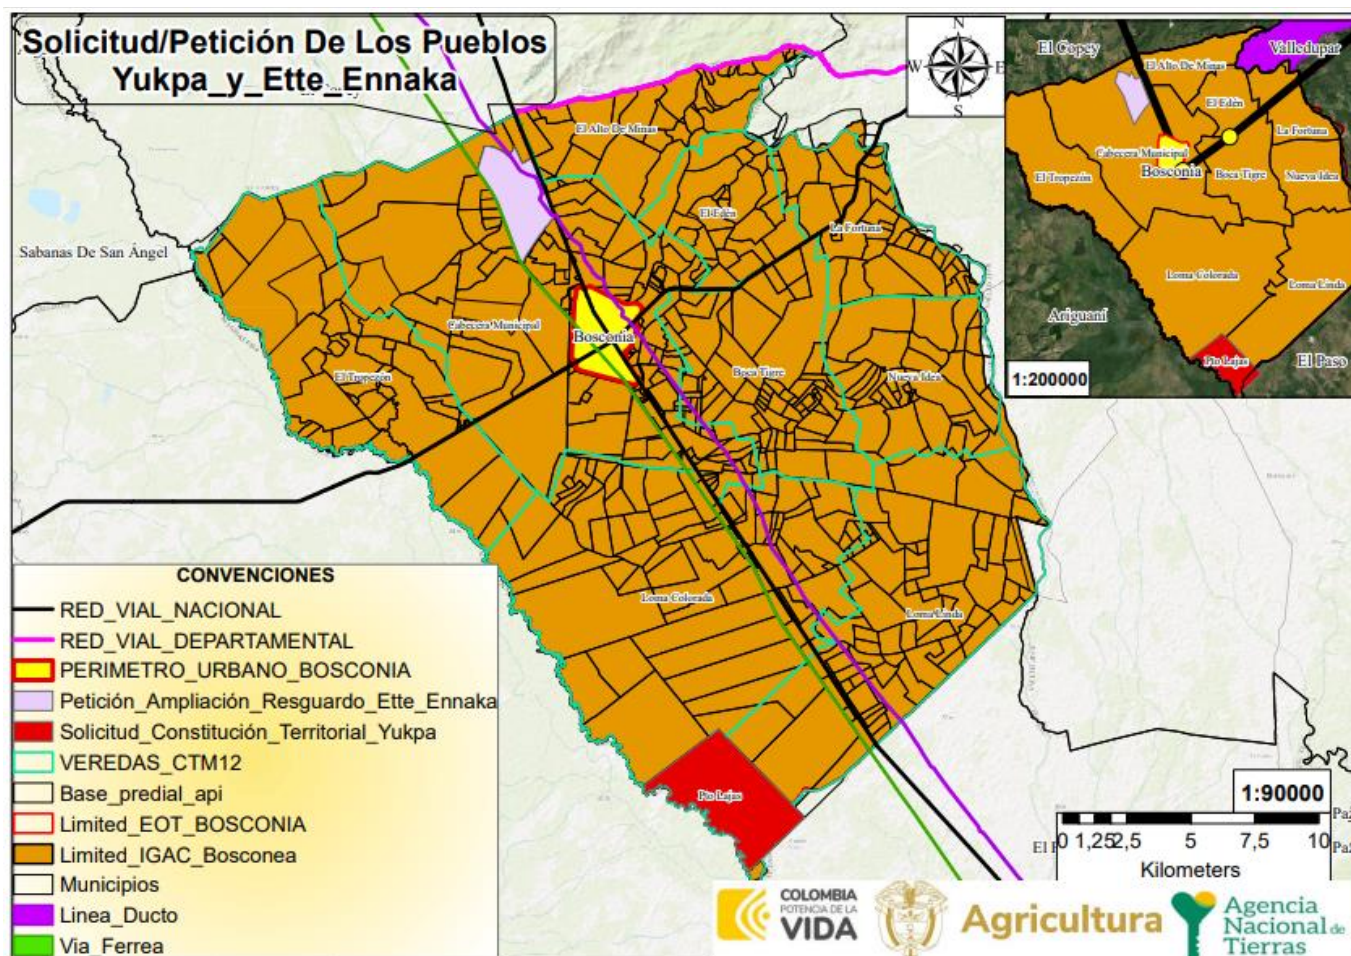 Solicitud/Petición De Los Pueblos
Yukpa_y_Ette_Ennaka
N
W
E
S
El Copey
Valledupar
El Alto De Minas
El Edén
La Fortuna
Cabecera Municipal
Bosconia
El Tropezón
Boca Tigre
Nueva Idea
Loma Colorada
Loma Linda
Ariguaní
Pto Lajas
El Paso
1:200000
El Alto De Minas
El Edén
La Fortuna
Sabanas De San Ángel
Cabecera Municipal
Bosconia
El Tropezón
Boca Tigre
Nueva Idea
Loma Colorada
Loma Linda
Pto Lajas
CONVENCIONES
RED_VIAL_NACIONAL
RED_VIAL_DEPARTAMENTAL
PERIMETRO_URBANO_BOSCONIA
Petición_Ampliación_Resguardo_Ette_Ennaka
Solicitud_Constitución_Territorial_Yukpa
VEREDAS_CTM12
Base_predial_api
Limited_EOT_BOSCONIA
Limited_IGAC_Bosconea
Municipios
Linea_Ducto
Via_Ferrea
1:90000
0 1,25 2,5 5 7,5 10
Kilometers
COLOMBIA
POTENCIA DE LA
VIDA
Agricultura
Agencia
Nacional de
Tierras